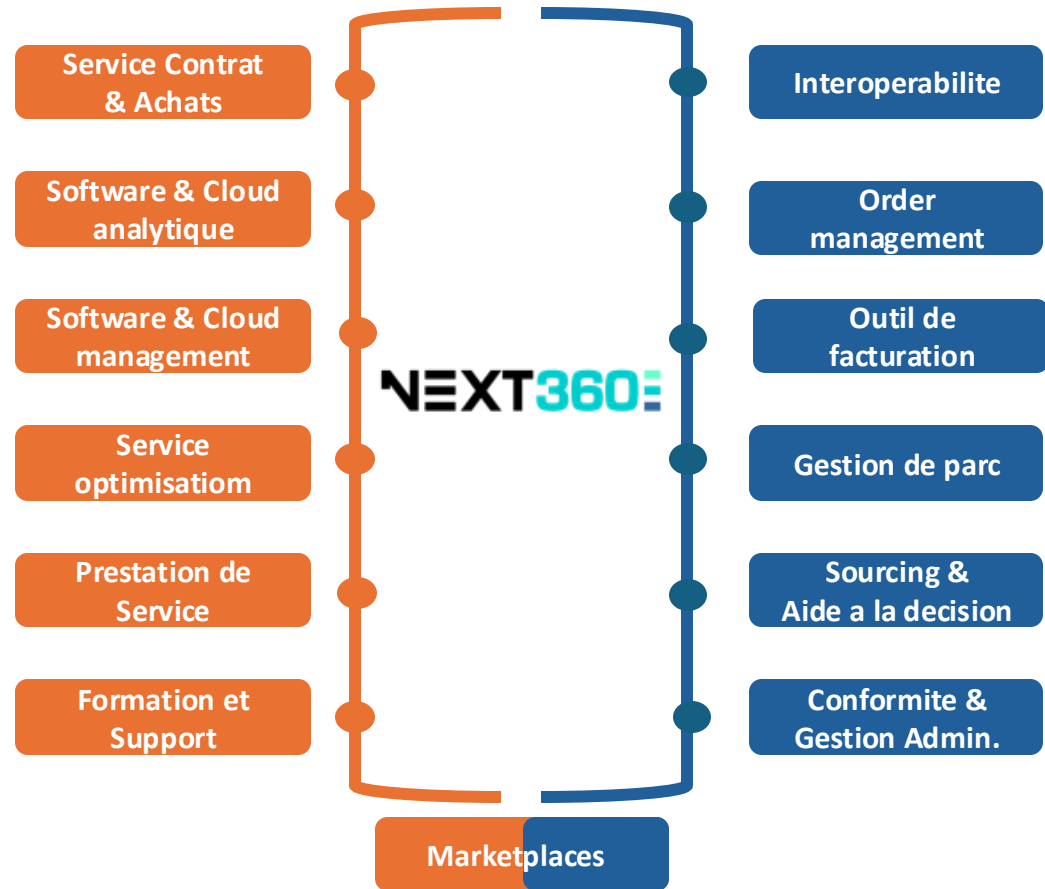 Service Contrat
& Achats
Software & Cloud
analytique
Software & Cloud
management
Service
optimisatiom
Prestation de
Service
Formation et
Support
NEXT360
Interoperabilite
Order
management
Outil de
facturation
Gestion de parc
Sourcing &
Aide a la decision
Conformite &
Gestion Admin.
Marketplaces